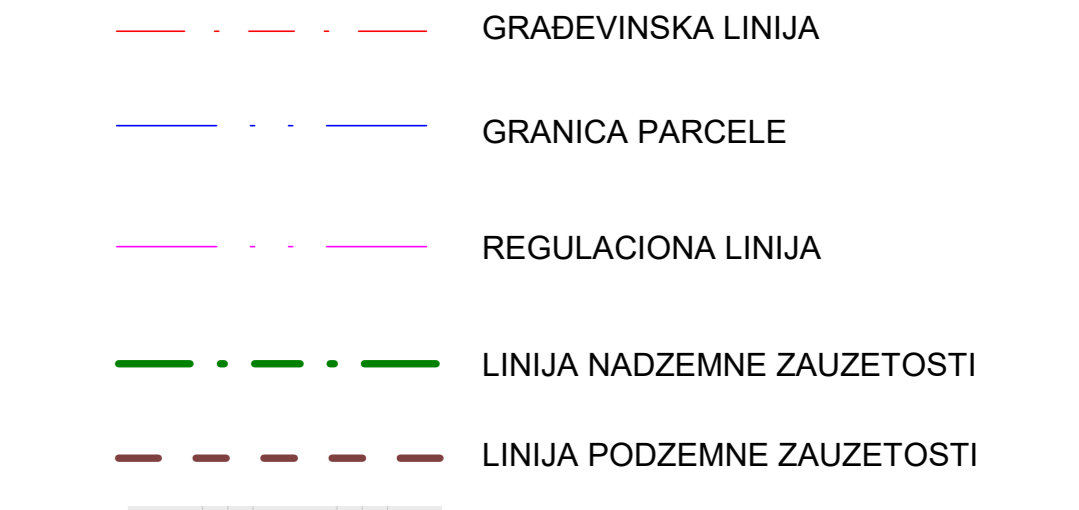 GRAĐEVINSKA LINIJA
GRANICA PARCELE
REGULACIONA LINIJA
LINIJA NADZEMNE ZAUZETOSTI
LINIJA PODZEMNE ZAUZETOSTI